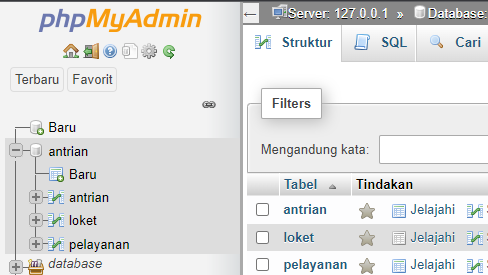 phpMyAdmin
Terbaru Favorit
Baru
antrian
Baru
antrian
loket
pelayanan
database
Server: 127.0.0.1 » Database:
Struktur SQL Cari
Filters
Mengandung kata:
Tabel Tindakan
antrian Jelajahi
loket Jelajahi
pelayanan Jelajahi